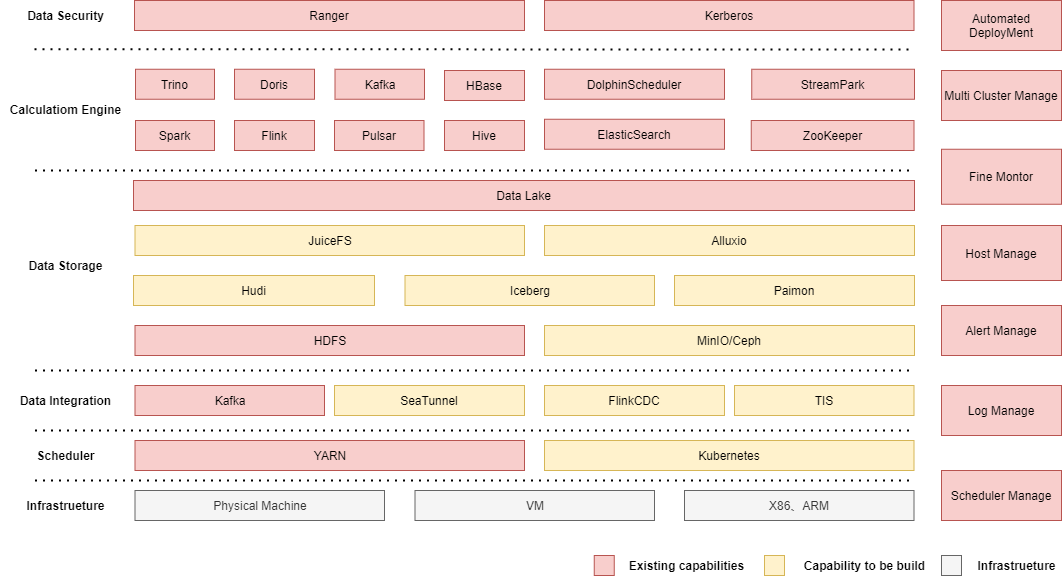 Data Security
Ranger
Kerberos
Automated
DeployMent
Calculatiom Engine
Trino
Doris
Kafka
HBase
DolphinScheduler
StreamPark
Multi Cluster Manage
Spark
Flink
Pulsar
Hive
ElasticSearch
ZooKeeper
Fine Montor
Data Storage
Data Lake
JuiceFS
Alluxio
Host Manage
Hudi
Iceberg
Paimon
HDFS
MinIO/Ceph
Alert Manage
Data Integration
Kafka
SeaTunnel
FlinkCDC
TIS
Log Manage
Scheduler
YARN
Kubernetes
Scheduler Manage
Infrastrueture
Physical Machine
VM
X86、ARM
Existing capabilities
Capability to be build
Infrastrueture